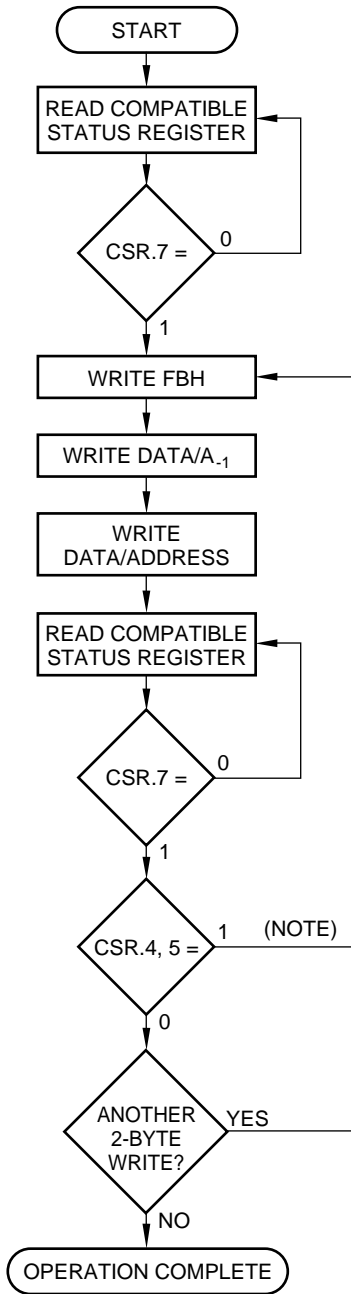 START
READ COMPATIBLE
STATUS REGISTER
CSR.7 =
0
1
WRITE FBH
WRITE DATA/A-1
WRITE
DATA/ADDRESS
READ COMPATIBLE
STATUS REGISTER
CSR.7 =
0
1
CSR.4, 5 =
1 (NOTE)
0
ANOTHER
2-BYTE
WRITE?
YES
NO
OPERATION COMPLETE